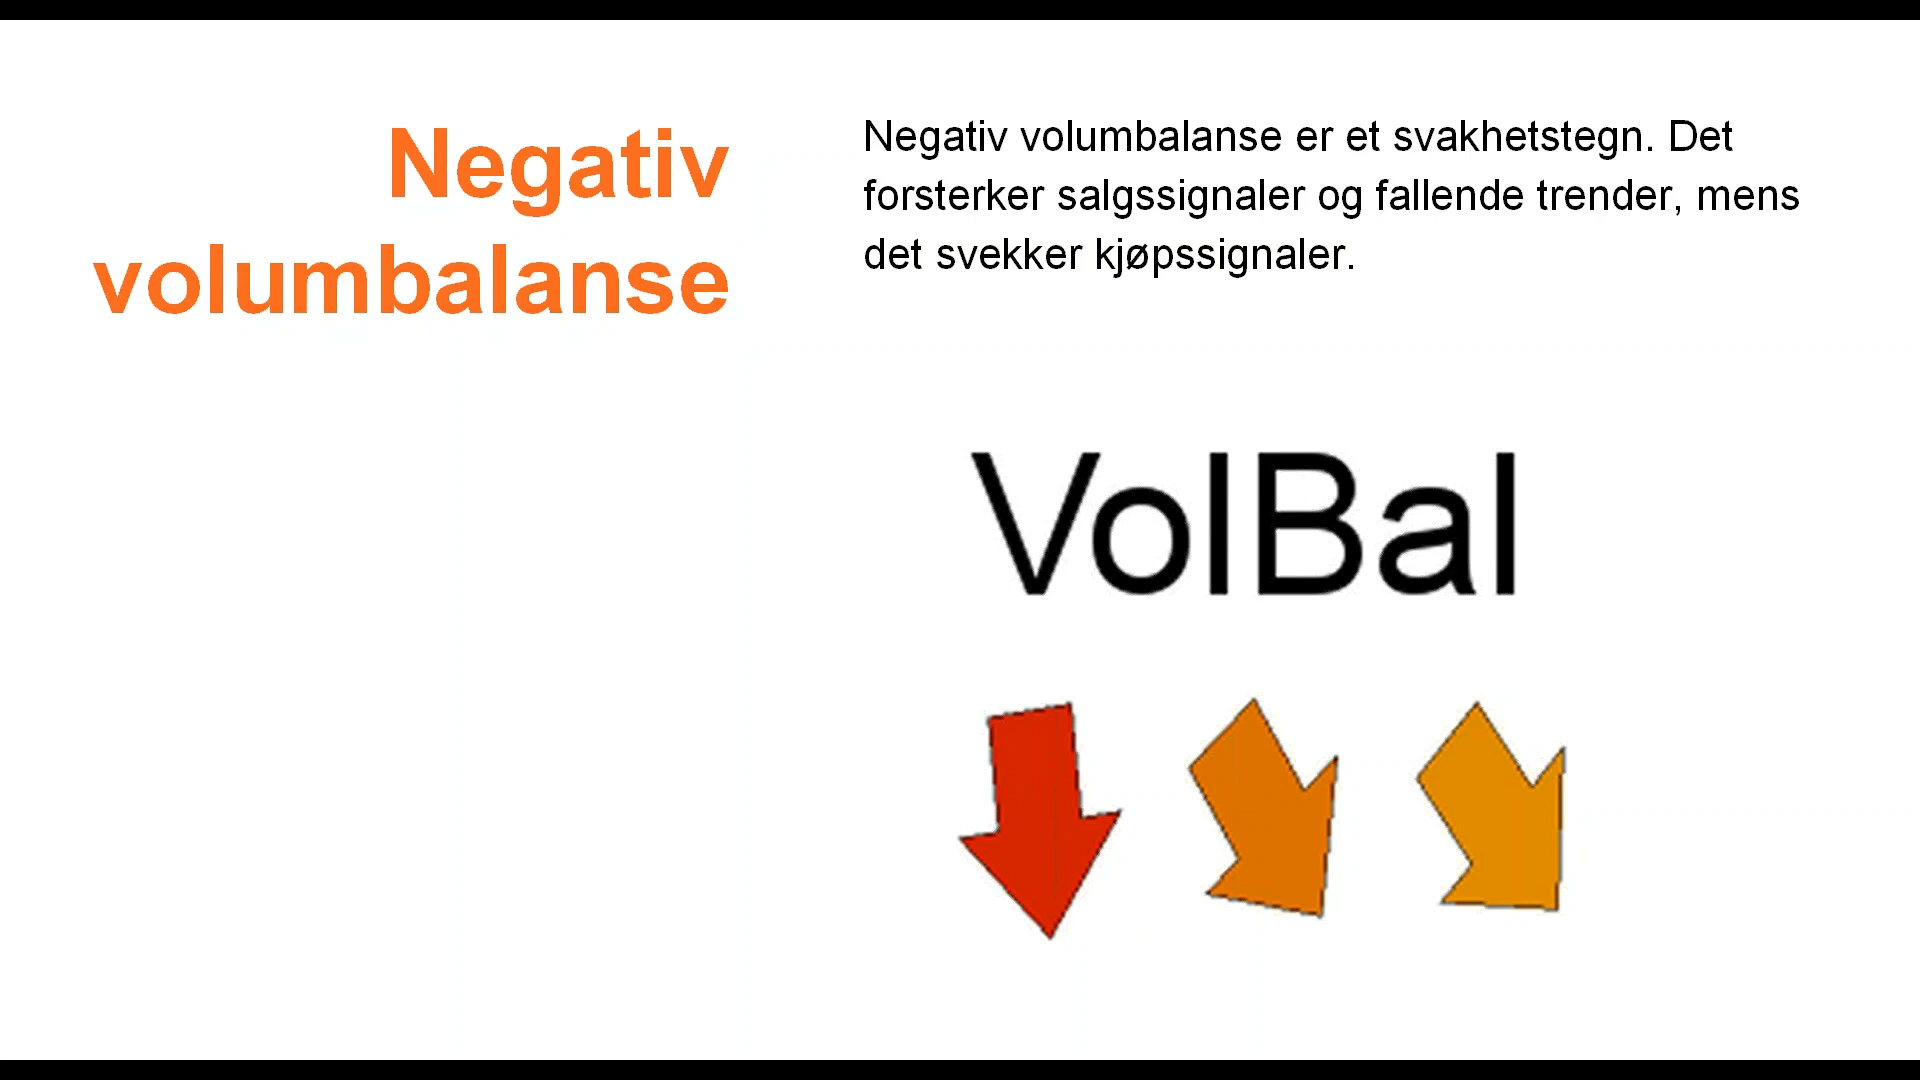 Negativ
volumbalanse
Negativ volumbalanse er et svakhetstegn. Det
forsterker salgssignaler og fallende trender, mens
det svekker kjøpssignaler.
VolBal